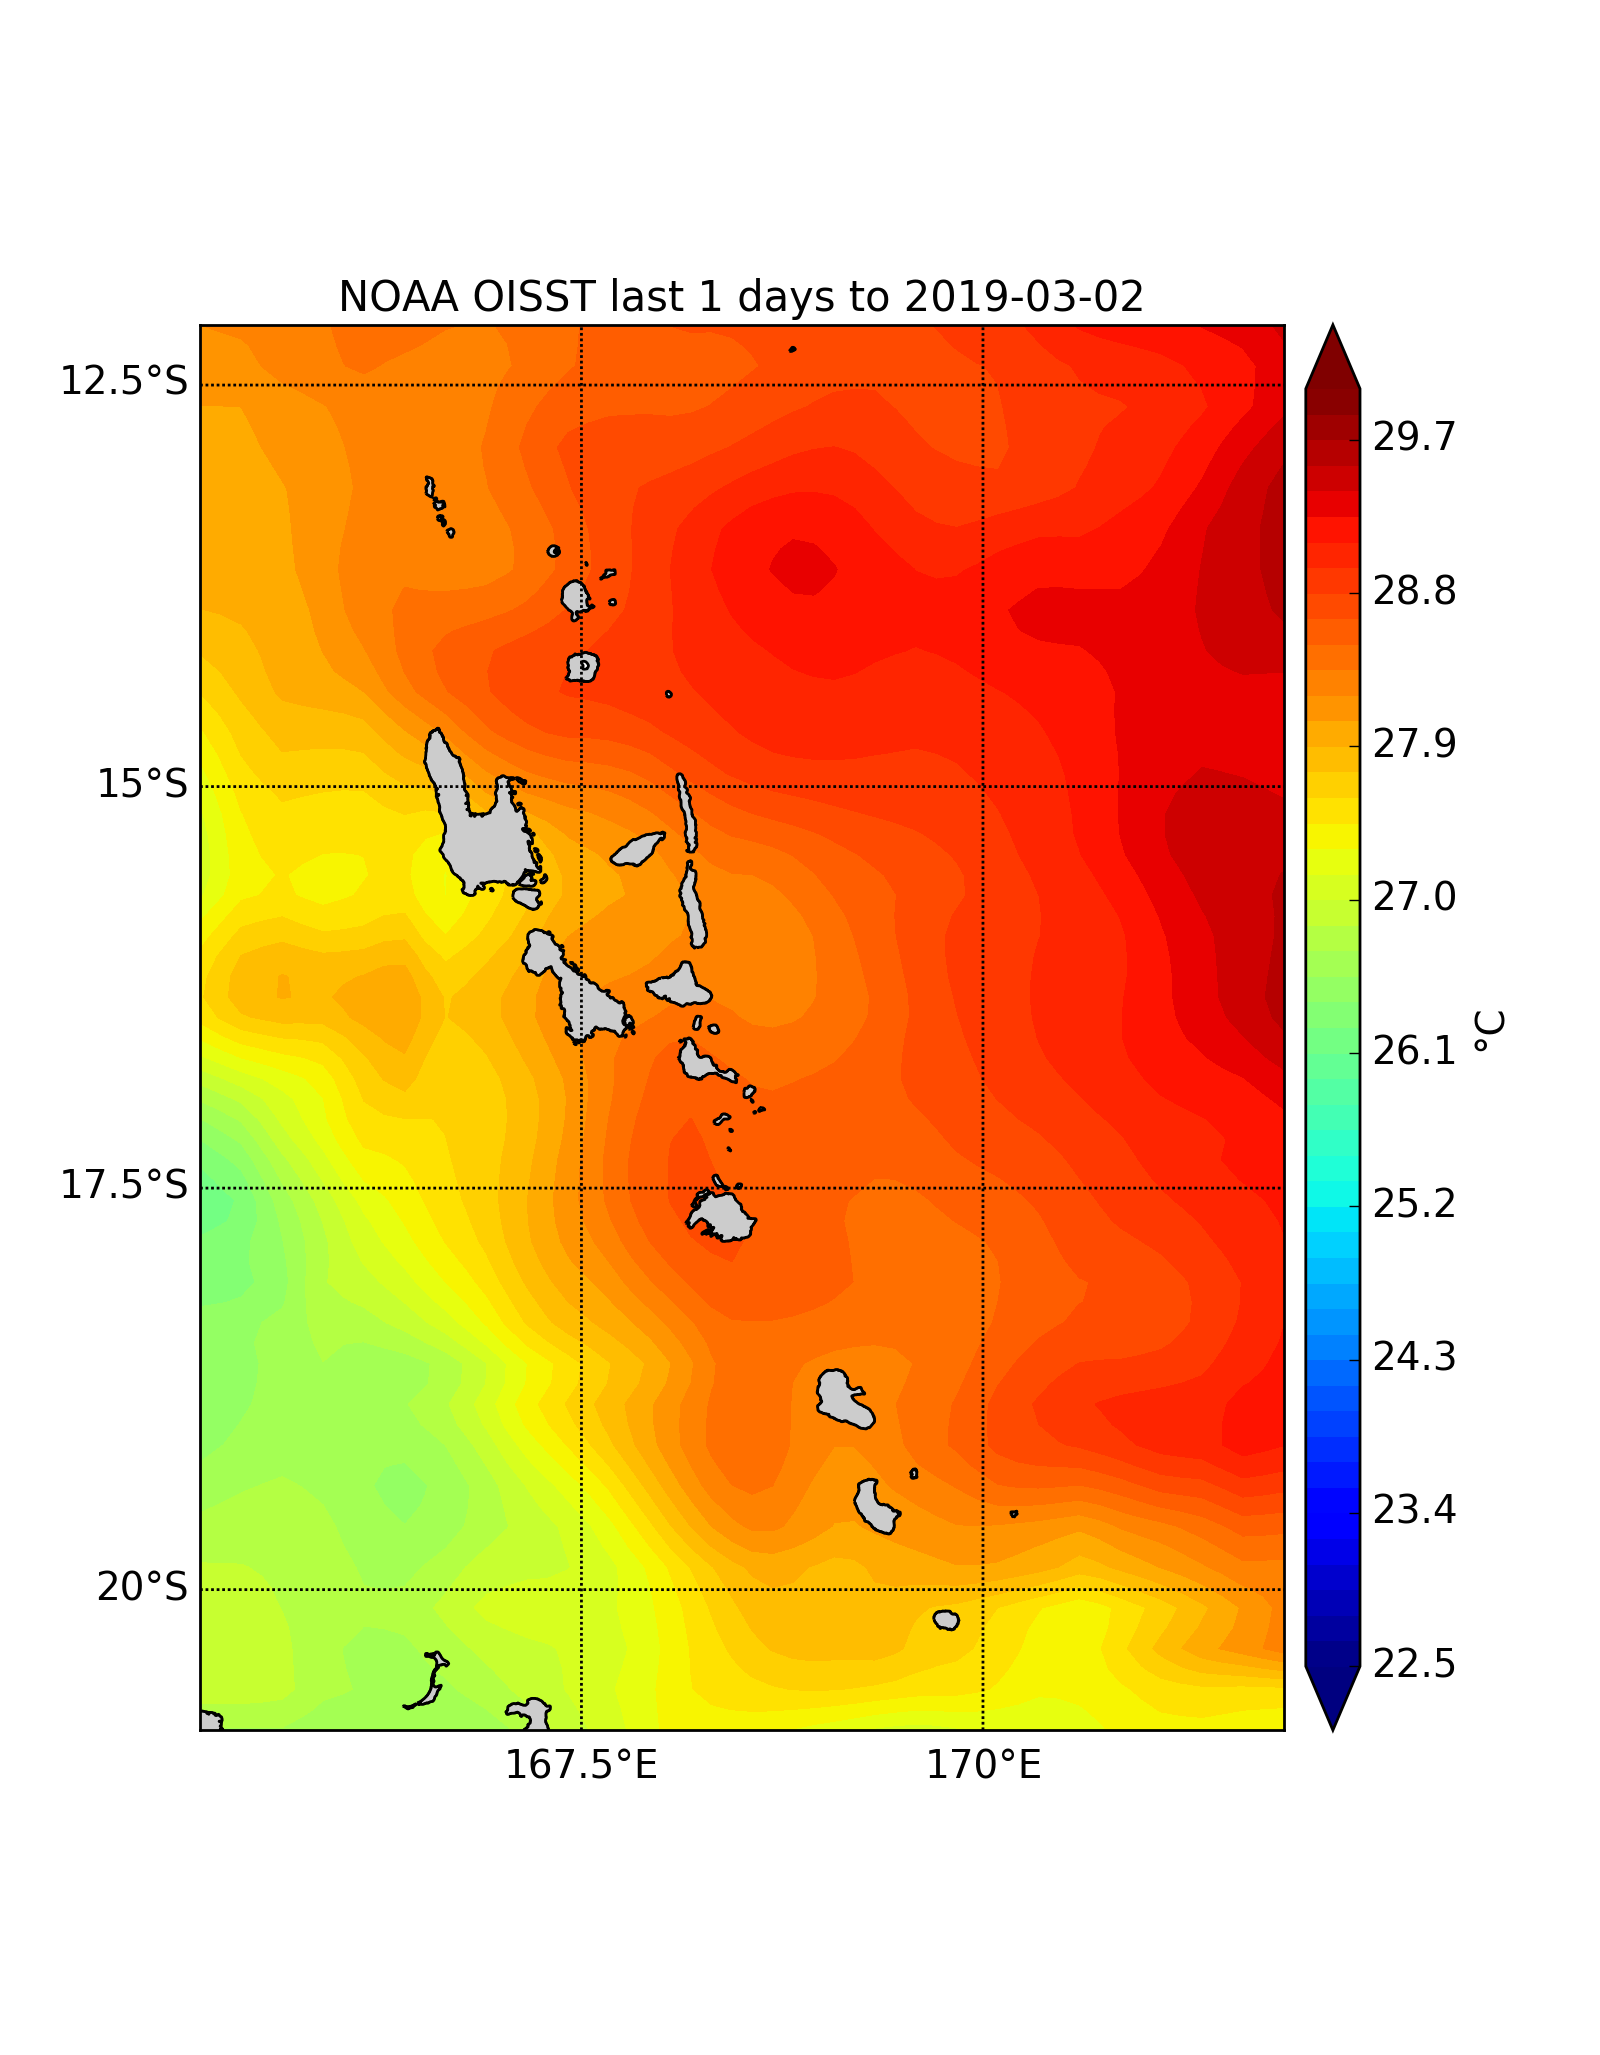 NOAA OISST last 1 days to 2019-03-02
12.5°S
15°S
17.5°S
20°S
167.5°E
170°E
29.7
28.8
27.9
27.0
26.1
25.2
24.3
23.4
22.5
°C